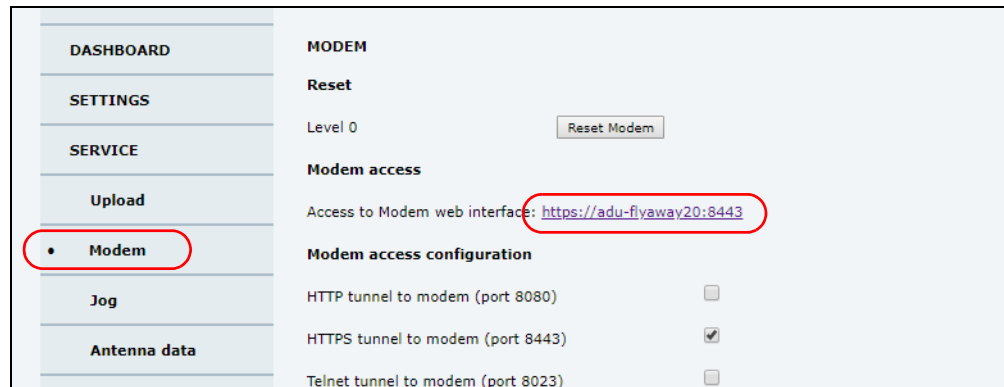 DASHBOARD
SETTINGS
SERVICE
Upload
• Modem
Jog
Antenna data
MODEM
Reset
Level 0 Reset Modem
Modem access
Access to Modem web interface: https://adu-flyaway20:8443
Modem access configuration
HTTP tunnel to modem (port 8080)
HTTPS tunnel to modem (port 8443)
Telnet tunnel to modem (port 8023)